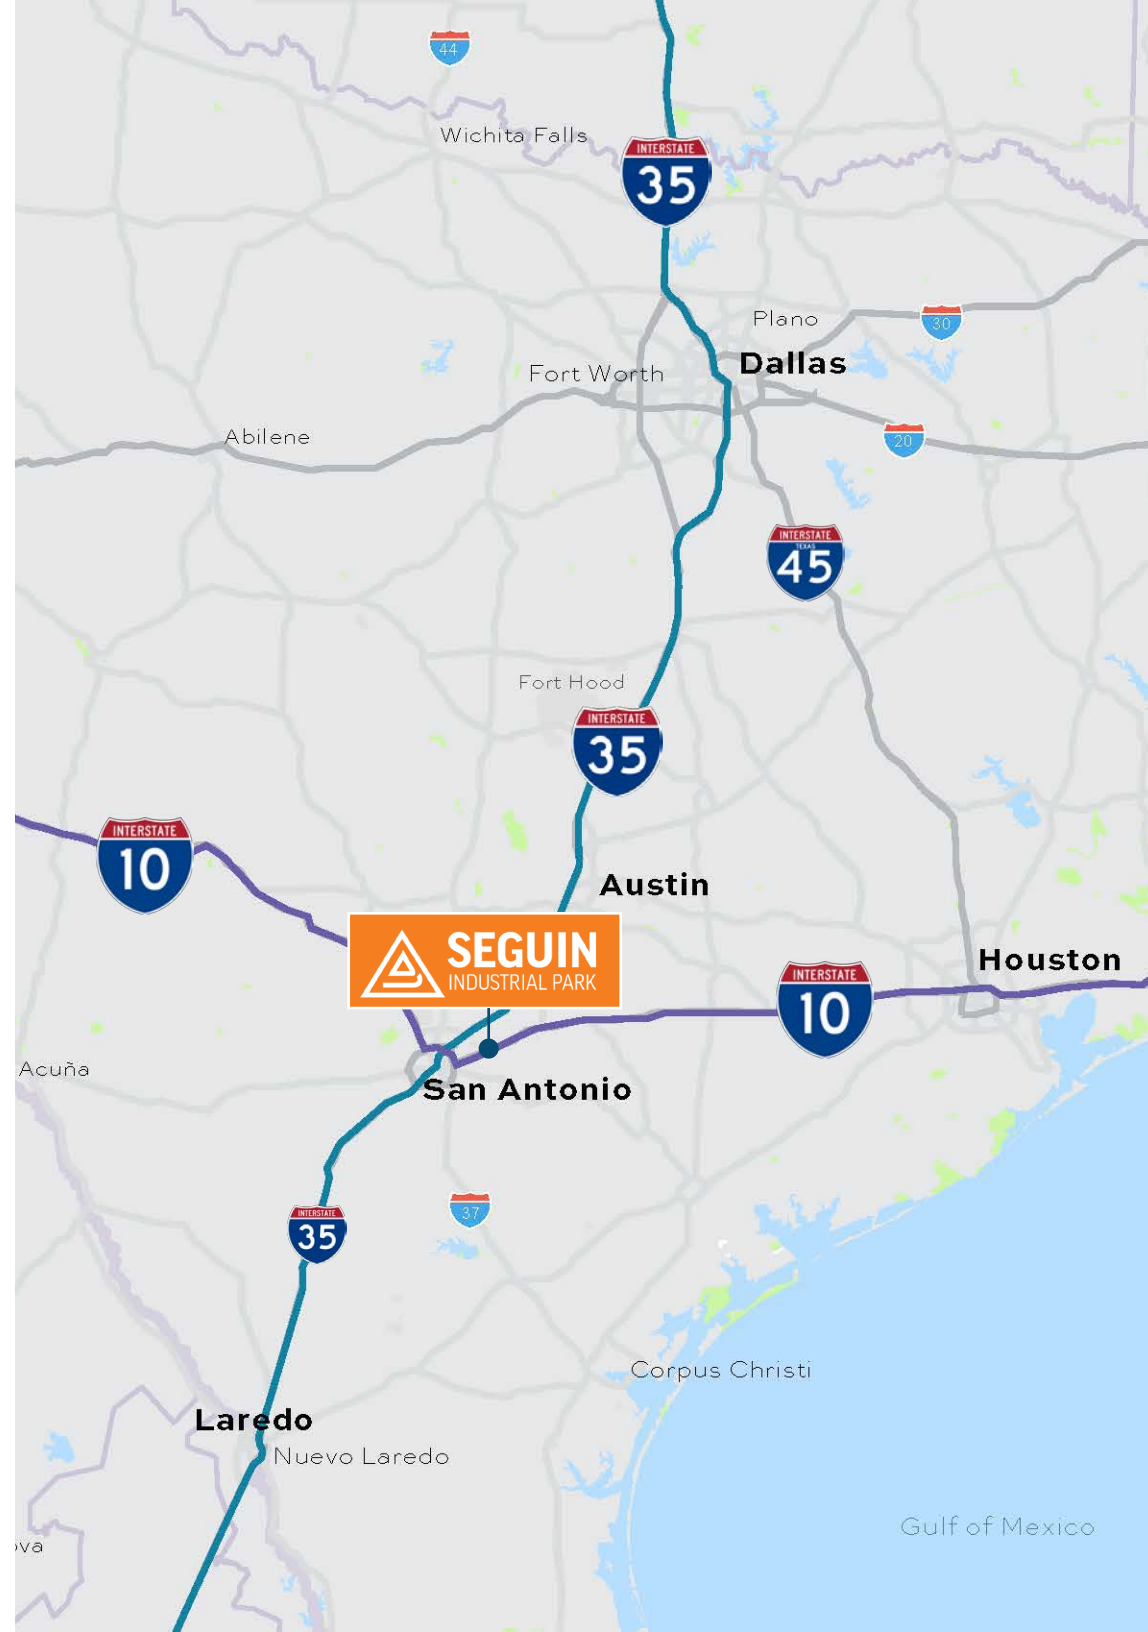 44
Wichita Falls
INTERSTATE
35
Plano
30
Dallas
Fort Worth
20
Abilene
INTERSTATE
TEXAS
45
Fort Hood
INTERSTATE
35
INTERSTATE
10
Austin
SEGUIN
INDUSTRIAL PARK
Houston
INTERSTATE
10
Acuña
San Antonio
INTERSTATE
35
37
Corpus Christi
Laredo
Nuevo Laredo
Gulf of Mexico
ova